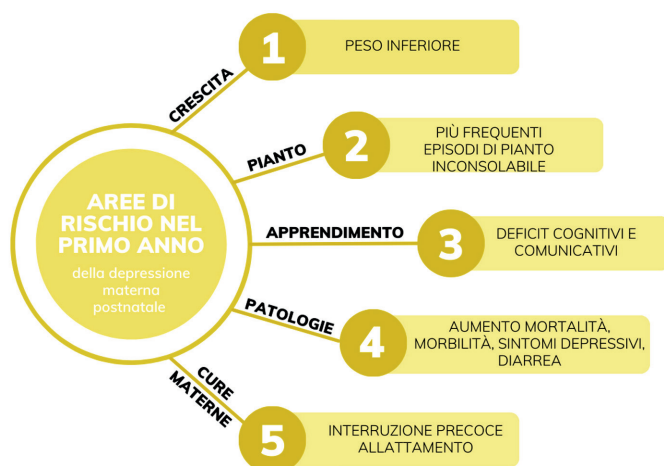 AREE DI
RISCHIO NEL
PRIMO ANNO
della depressione
materna
postnatale
CRESCITA
1
PESO INFERIORE
PIANTO
2
PIÙ FREQUENTI
EPISODI DI PIANTO
INCONSOLABILE
APPRENDIMENTO
3
DEFICIT COGNITIVI E
COMUNICATIVI
PATOLOGIE
4
AUMENTO MORTALITÀ,
MORBILITÀ, SINTOMI DEPRESSIVI,
DIARREA
CURE
MATERNE
5
INTERRUZIONE PRECOCE
ALLATTAMENTO